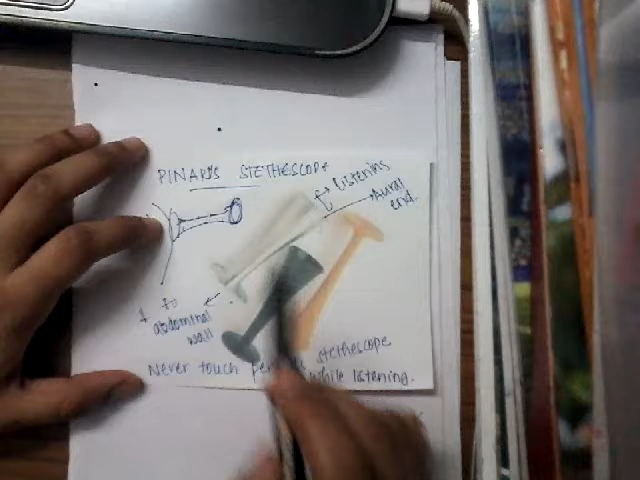 PINARD'S STETHESCOPE
Listening
Aural
end.
to
abdominal
wall
Never touch stethescope
while listening.